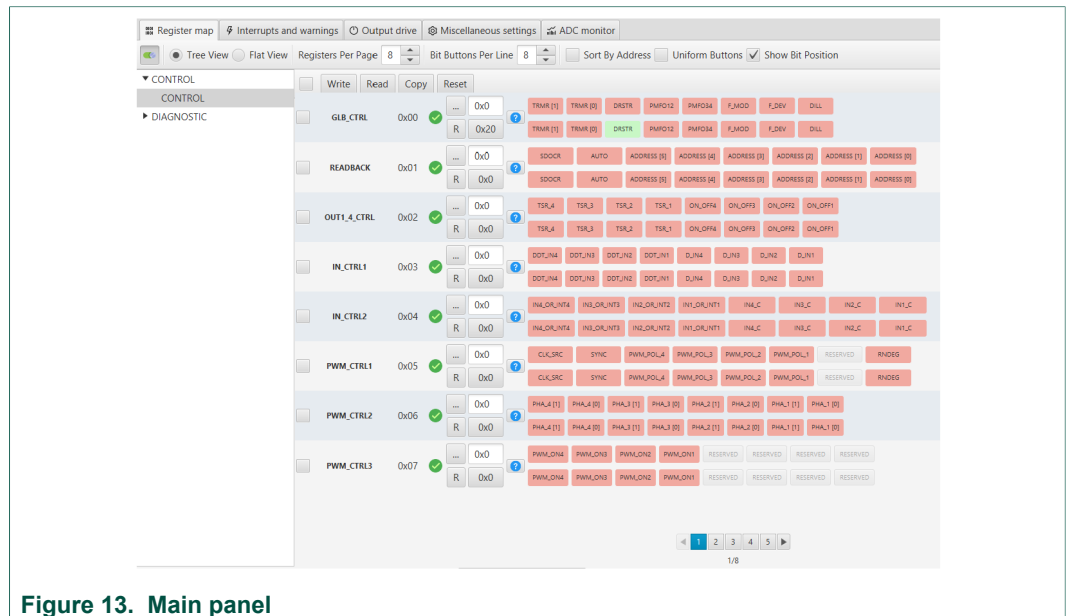 Register map Interrupts and warnings Output drive Miscellaneous settings ADC monitor
Tree View Flat View Registers Per Page 8 Bit Buttons Per Line 8 Sort By Address Uniform Buttons Show Bit Position
CONTROL
CONTROL
DIAGNOSTIC
Write Read Copy Reset
... 0x0 TRMR [1] TRMR [0] DRSTR PMFO12 PMFO34 F_MOD F_DEV DILL
GLB_CTRL 0x00 ?
R 0x20 TRMR [1] TRMR [0] DRSTR PMFO12 PMFO34 F_MOD F_DEV DILL
... 0x0 SDOCR AUTO ADDRESS [5] ADDRESS [4] ADDRESS [3] ADDRESS [2] ADDRESS [1] ADDRESS [0]
READBACK 0x01 ?
R 0x0 SDOCR AUTO ADDRESS [5] ADDRESS [4] ADDRESS [3] ADDRESS [2] ADDRESS [1] ADDRESS [0]
... 0x0 TSR_4 TSR_3 TSR_2 TSR_1 ON_OFF4 ON_OFF3 ON_OFF2 ON_OFF1
OUT1_4_CTRL 0x02 ?
R 0x0 TSR_4 TSR_3 TSR_2 TSR_1 ON_OFF4 ON_OFF3 ON_OFF2 ON_OFF1
... 0x0 DDT_IN4 DDT_IN3 DDT_IN2 DDT_IN1 D_IN4 D_IN3 D_IN2 D_IN1
IN_CTRL1 0x03 ?
R 0x0 DDT_IN4 DDT_IN3 DDT_IN2 DDT_IN1 D_IN4 D_IN3 D_IN2 D_IN1
... 0x0 IN4_OR_INT4 IN3_OR_INT3 IN2_OR_INT2 IN1_OR_INT1 IN4_C IN3_C IN2_C IN1_C
IN_CTRL2 0x04 ?
R 0x0 IN4_OR_INT4 IN3_OR_INT3 IN2_OR_INT2 IN1_OR_INT1 IN4_C IN3_C IN2_C IN1_C
... 0x0 CLK_SRC SYNC PWM_POL_4 PWM_POL_3 PWM_POL_2 PWM_POL_1 RESERVED RNDEG
PWM_CTRL1 0x05 ?
R 0x0 CLK_SRC SYNC PWM_POL_4 PWM_POL_3 PWM_POL_2 PWM_POL_1 RESERVED RNDEG
... 0x0 PHA_4 [1] PHA_4 [0] PHA_3 [1] PHA_3 [0] PHA_2 [1] PHA_2 [0] PHA_1 [1] PHA_1 [0]
PWM_CTRL2 0x06 ?
R 0x0 PHA_4 [1] PHA_4 [0] PHA_3 [1] PHA_3 [0] PHA_2 [1] PHA_2 [0] PHA_1 [1] PHA_1 [0]
... 0x0 PWM_ON4 PWM_ON3 PWM_ON2 PWM_ON1 RESERVED RESERVED RESERVED RESERVED
PWM_CTRL3 0x07 ?
R 0x0 PWM_ON4 PWM_ON3 PWM_ON2 PWM_ON1 RESERVED RESERVED RESERVED RESERVED
1 2 3 4 5
1/8
Figure 13. Main panel